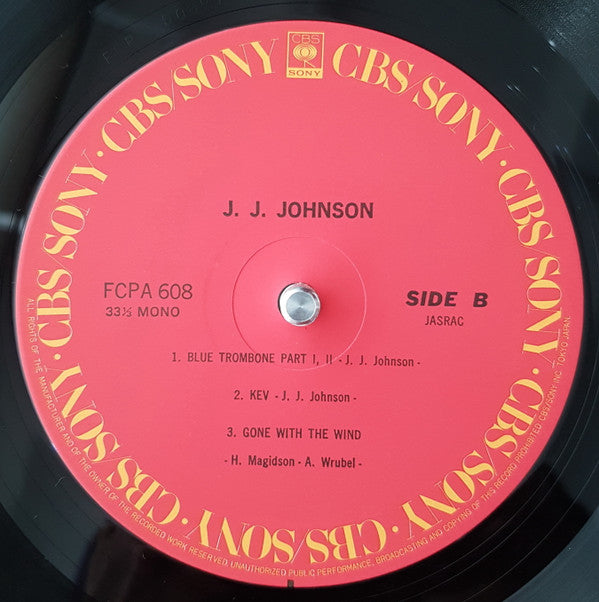 CBS/SONY · CBS/SONY · CBS/SONY · CBS/SONY · CBS/SONY · CBS/SONY · CBS/SONY · CBS/SONY
CBS
SONY
J. J. JOHNSON
FCPA 608
33⅓ MONO
SIDE B
JASRAC
1. BLUE TROMBONE PART I, II - J. J. Johnson -
2. KEV - J. J. Johnson -
3. GONE WITH THE WIND
- H. Magidson - A. Wrubel -
ALL RIGHTS OF THE MANUFACTURER AND OF THE OWNER OF THE RECORDED WORK RESERVED. UNAUTHORIZED PUBLIC PERFORMANCE, BROADCASTING AND COPYING OF THIS RECORD PROHIBITED CBS/SONY INC. TOKYO JAPAN